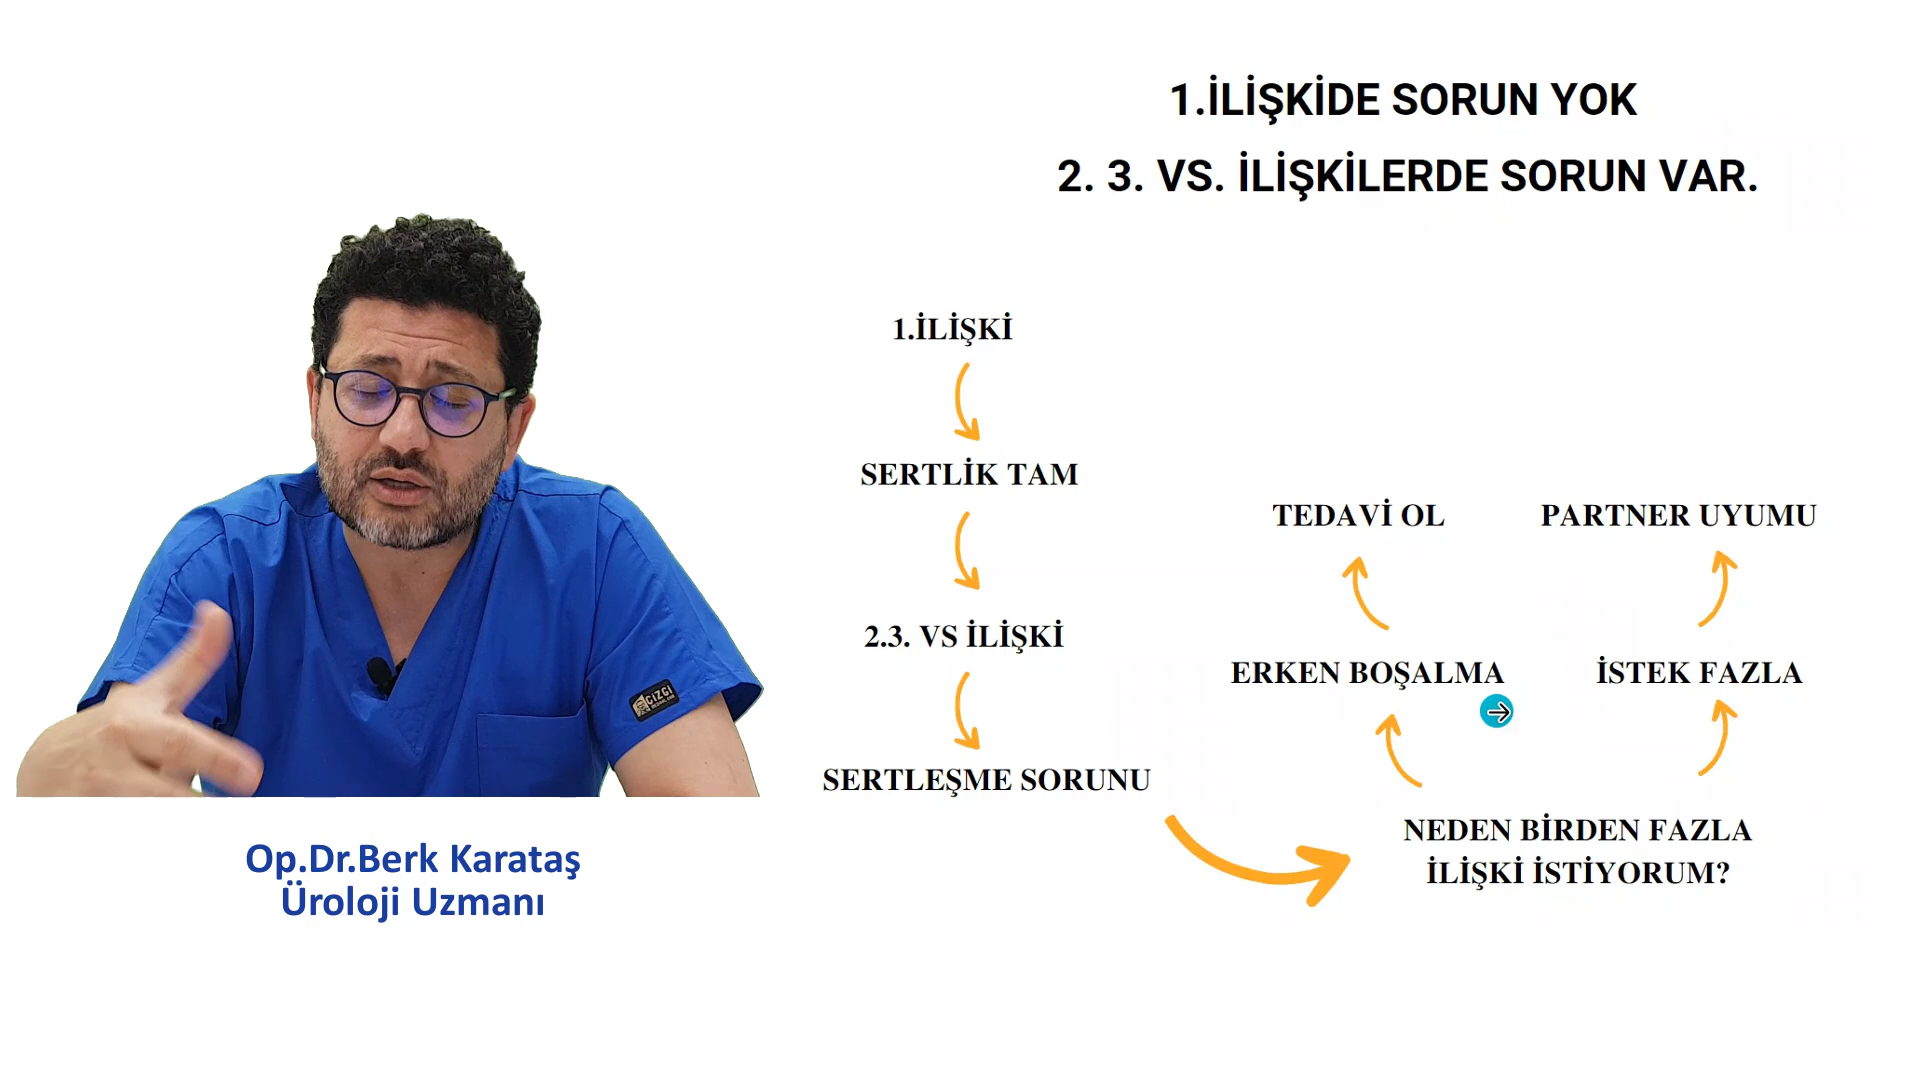 1.İLİŞKİDE SORUN YOK
2. 3. VS. İLİŞKİLERDE SORUN VAR.
1.İLİŞKİ
SERTLİK TAM
2.3. VS İLİŞKİ
SERTLEŞME SORUNU
TEDAVİ OL
PARTNER UYUMU
ERKEN BOŞALMA
İSTEK FAZLA
NEDEN BİRDEN FAZLA
İLİŞKİ İSTİYORUM?
ÇİZGİ
Op.Dr.Berk Karataş
Üroloji Uzmanı